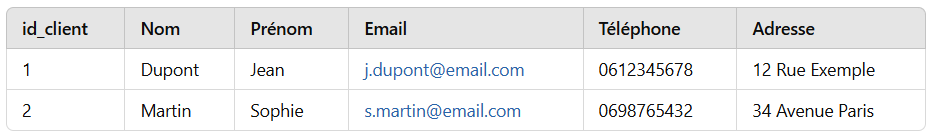 id_client Nom Prénom Email Téléphone Adresse
1 Dupont Jean j.dupont@email.com 0612345678 12 Rue Exemple
2 Martin Sophie s.martin@email.com 0698765432 34 Avenue Paris